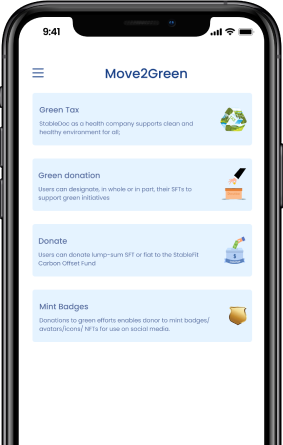 9:41
Move2Green
Green Tax
StableDoc as a health company supports clean and
healthy environment for all;
Green donation
Users can designate, in whole or in part, their SFTs to
support green initiatives
Donate
Users can donate lump-sum SFT or fiat to the StableFit
Carbon Offset Fund
Mint Badges
Donations to green efforts enables donor to mint badges/
avatars/icons/ NFTs for use on social media.